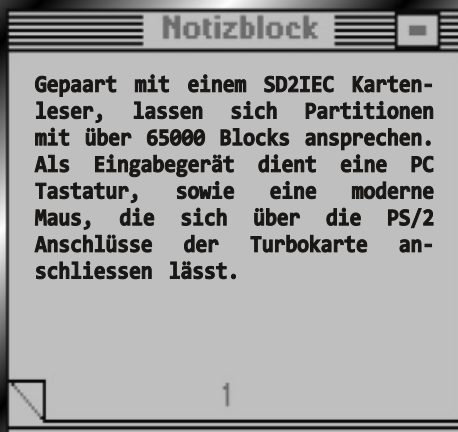 Notizblock
Gepaart mit einem SD2IEC Karten-
leser, lassen sich Partitionen
mit über 65000 Blocks ansprechen.
Als Eingabegerät dient eine PC
Tastatur, sowie eine moderne
Maus, die sich über die PS/2
Anschlüsse der Turbokarte an-
schliessen lässt.
1